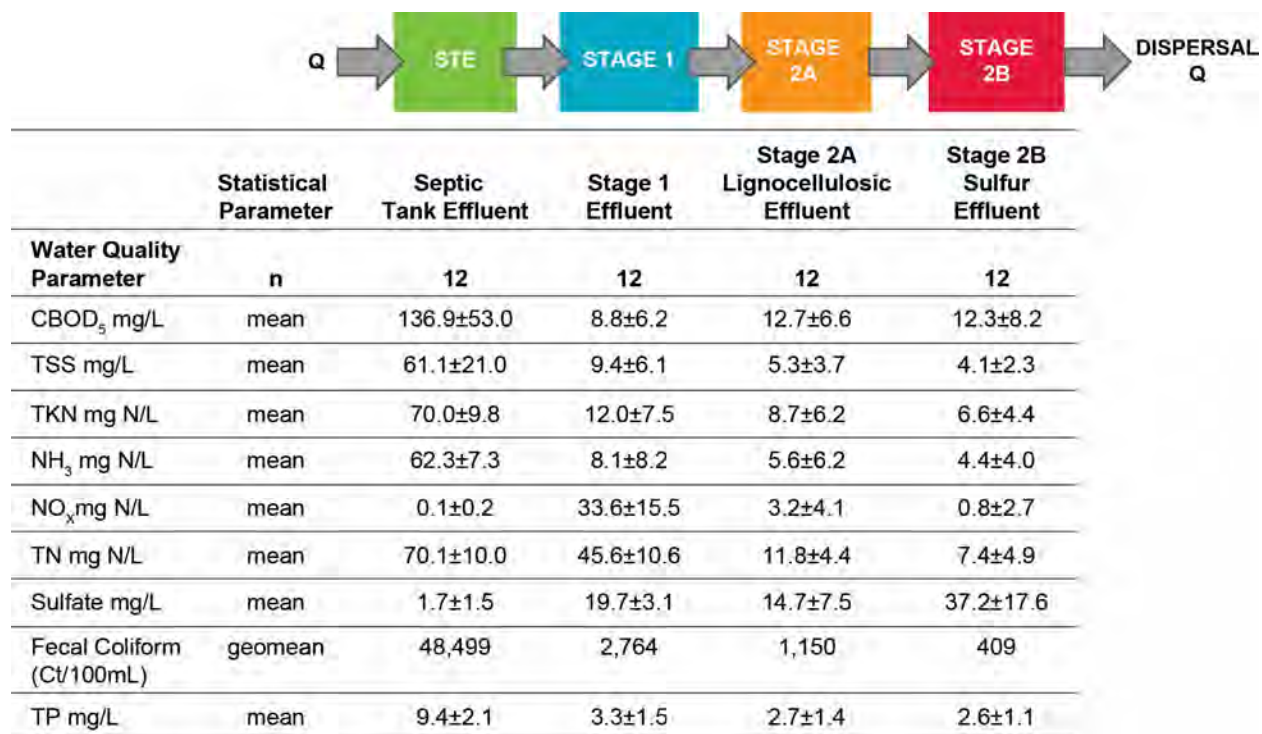 Q STE STAGE 1 STAGE 2A STAGE 2B DISPERSAL Q
Statistical Parameter Septic Tank Effluent Stage 1 Effluent Stage 2A Lignocellulosic Effluent Stage 2B Sulfur Effluent
Water Quality Parameter n 12 12 12 12
CBOD₅ mg/L mean 136.9±53.0 8.8±6.2 12.7±6.6 12.3±8.2
TSS mg/L mean 61.1±21.0 9.4±6.1 5.3±3.7 4.1±2.3
TKN mg N/L mean 70.0±9.8 12.0±7.5 8.7±6.2 6.6±4.4
NH₃ mg N/L mean 62.3±7.3 8.1±8.2 5.6±6.2 4.4±4.0
NOₓmg N/L mean 0.1±0.2 33.6±15.5 3.2±4.1 0.8±2.7
TN mg N/L mean 70.1±10.0 45.6±10.6 11.8±4.4 7.4±4.9
Sulfate mg/L mean 1.7±1.5 19.7±3.1 14.7±7.5 37.2±17.6
Fecal Coliform (Ct/100mL) geomean 48,499 2,764 1,150 409
TP mg/L mean 9.4±2.1 3.3±1.5 2.7±1.4 2.6±1.1